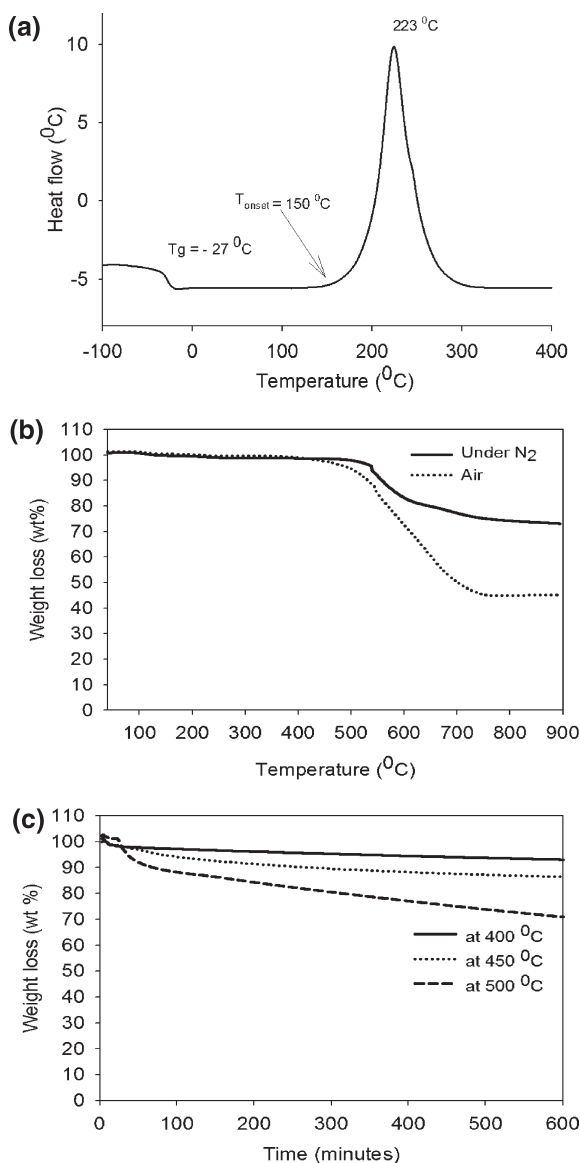 (a)
223 ⁰C
10
5
0
-5
Heat flow (⁰C)
T_onset = 150 ⁰C
Tg = - 27 ⁰C
-100 0 100 200 300 400
Temperature (⁰C)
(b)
110
100
90
80
70
60
50
40
30
20
10
0
Weight loss (wt%)
Under N₂
Air
100 200 300 400 500 600 700 800 900
Temperature (⁰C)
(c)
110
100
90
80
70
60
50
40
30
20
10
0
Weight loss (wt %)
at 400 ⁰C
at 450 ⁰C
at 500 ⁰C
0 100 200 300 400 500 600
Time (minutes)